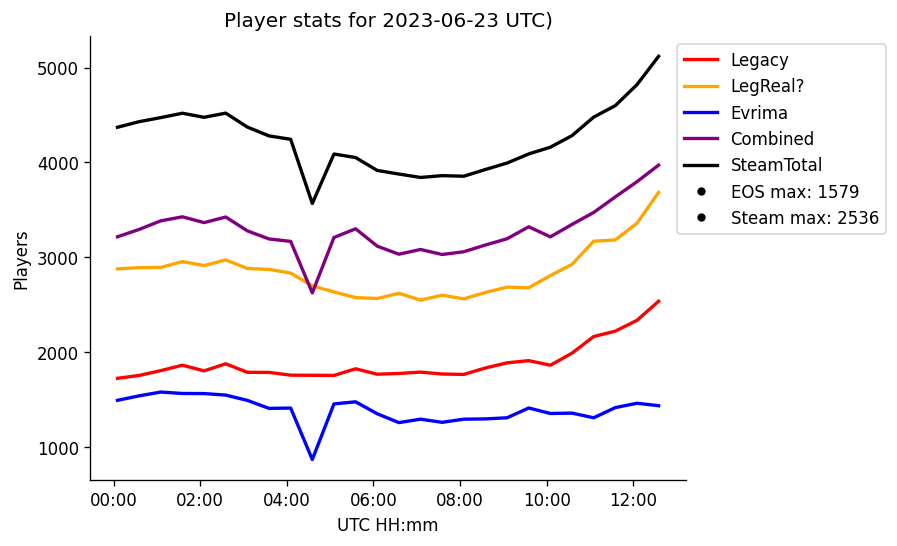 Player stats for 2023-06-23 UTC)
Legacy
LegReal?
Evrima
Combined
SteamTotal
EOS max: 1579
Steam max: 2536
Players
5000
4000
3000
2000
1000
00:00 02:00 04:00 06:00 08:00 10:00 12:00
UTC HH:mm